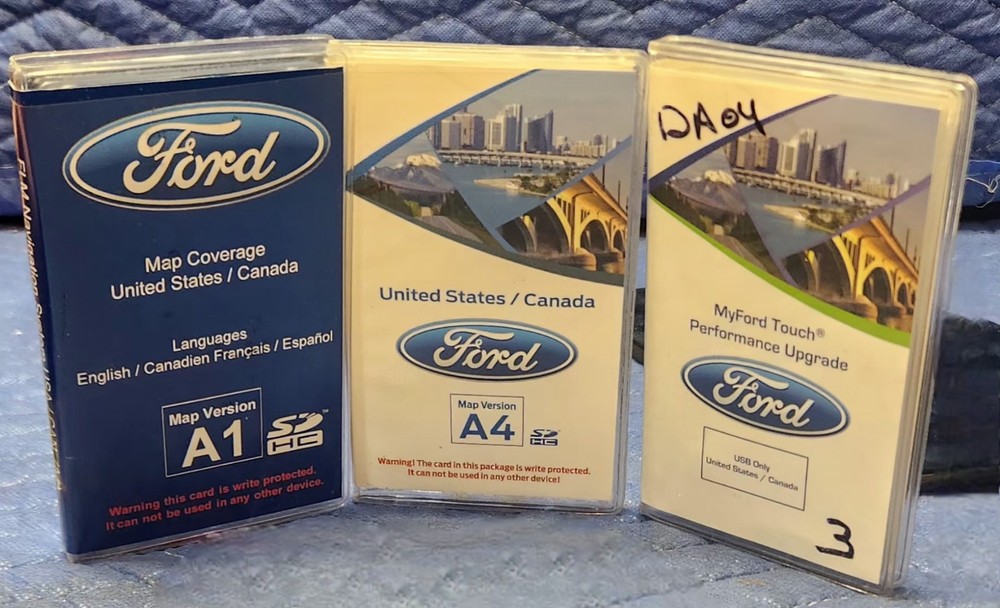 Ford
Map Coverage
United States / Canada
Languages
English / Canadien Français / Español
Map Version
A1
SD
HC
™
Warning this card is write protected.
It can not be used in any other device.
United States / Canada
Ford
Map Version
A4
SD
HC
Warning! The card in this package is write protected.
It can not be used in any other device!
DA04
MyFord Touch®
Performance Upgrade
Ford
USB Only
United States / Canada
3